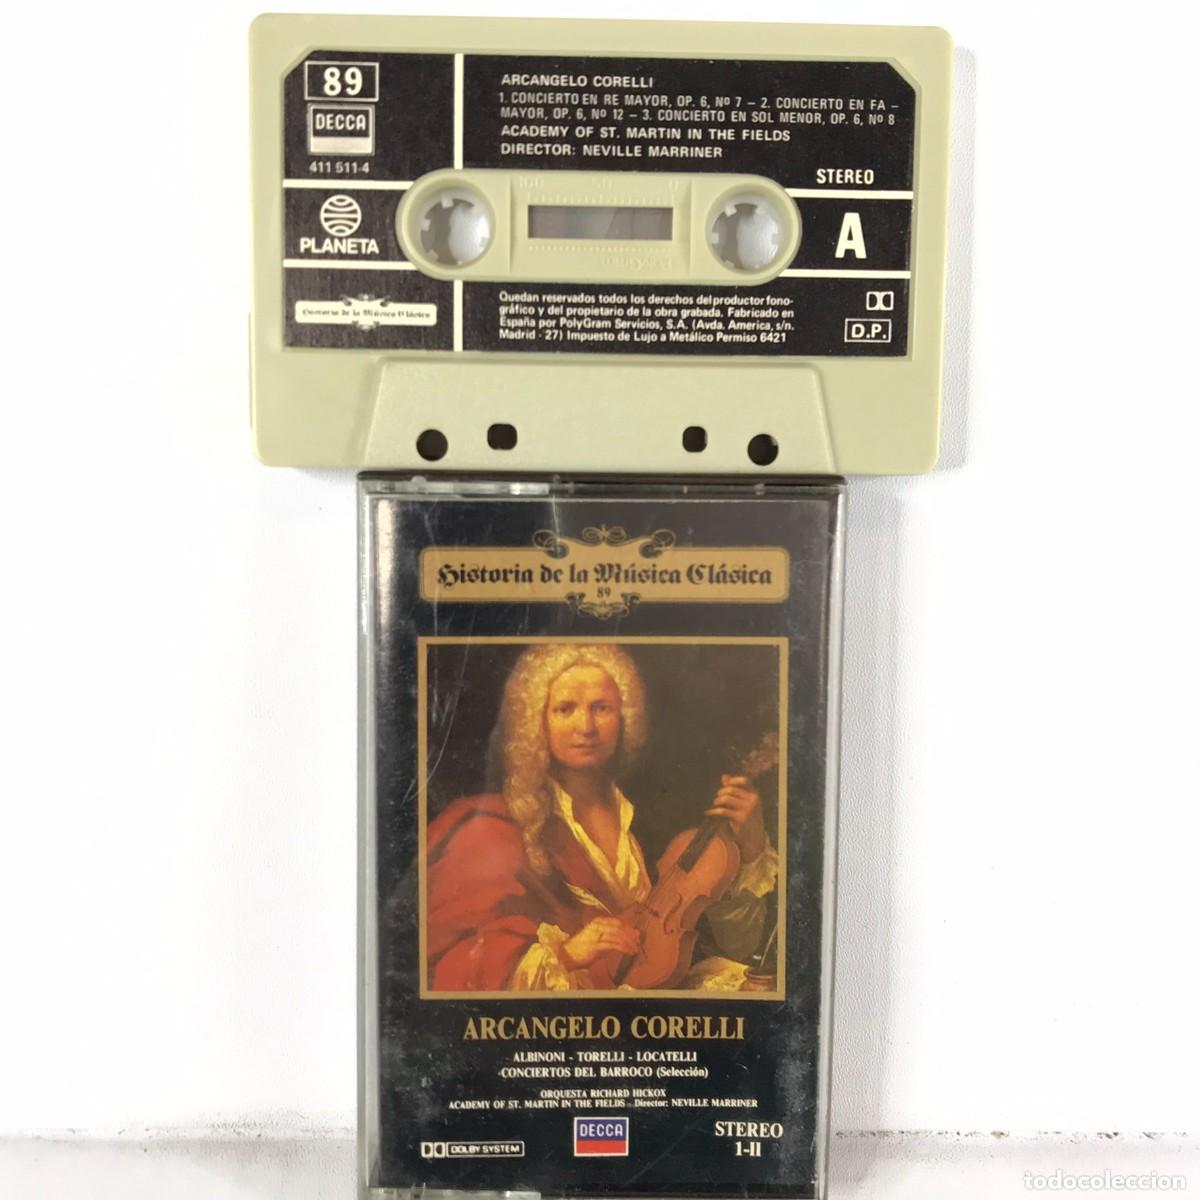 89
DECCA
411 511-4
PLANETA
Historia de la Música Clásica
ARCANGELO CORELLI
1. CONCIERTO EN RE MAYOR, OP. 6, Nº 7 – 2. CONCIERTO EN FA –
MAYOR, OP. 6, Nº 12 – 3. CONCIERTO EN SOL MENOR, OP. 6, Nº 8
ACADEMY OF ST. MARTIN IN THE FIELDS
DIRECTOR: NEVILLE MARRINER
STEREO
100 50 0
A
Quedan reservados todos los derechos del productor fono-
gráfico y del propietario de la obra grabada. Fabricado en
España por PolyGram Servicios, S.A. (Avda. America, s/n.
Madrid - 27) Impuesto de Lujo a Metálico Permiso 6421
D.P.
Historia de la Música Clásica
89
ARCANGELO CORELLI
ALBINONI - TORELLI - LOCATELLI
CONCIERTOS DEL BARROCO (Selección)
ORQUESTA RICHARD HICKOX
ACADEMY OF ST. MARTIN IN THE FIELDS - Director: NEVILLE MARRINER
DOLBY SYSTEM
DECCA
STEREO
1-II
todocoleccion